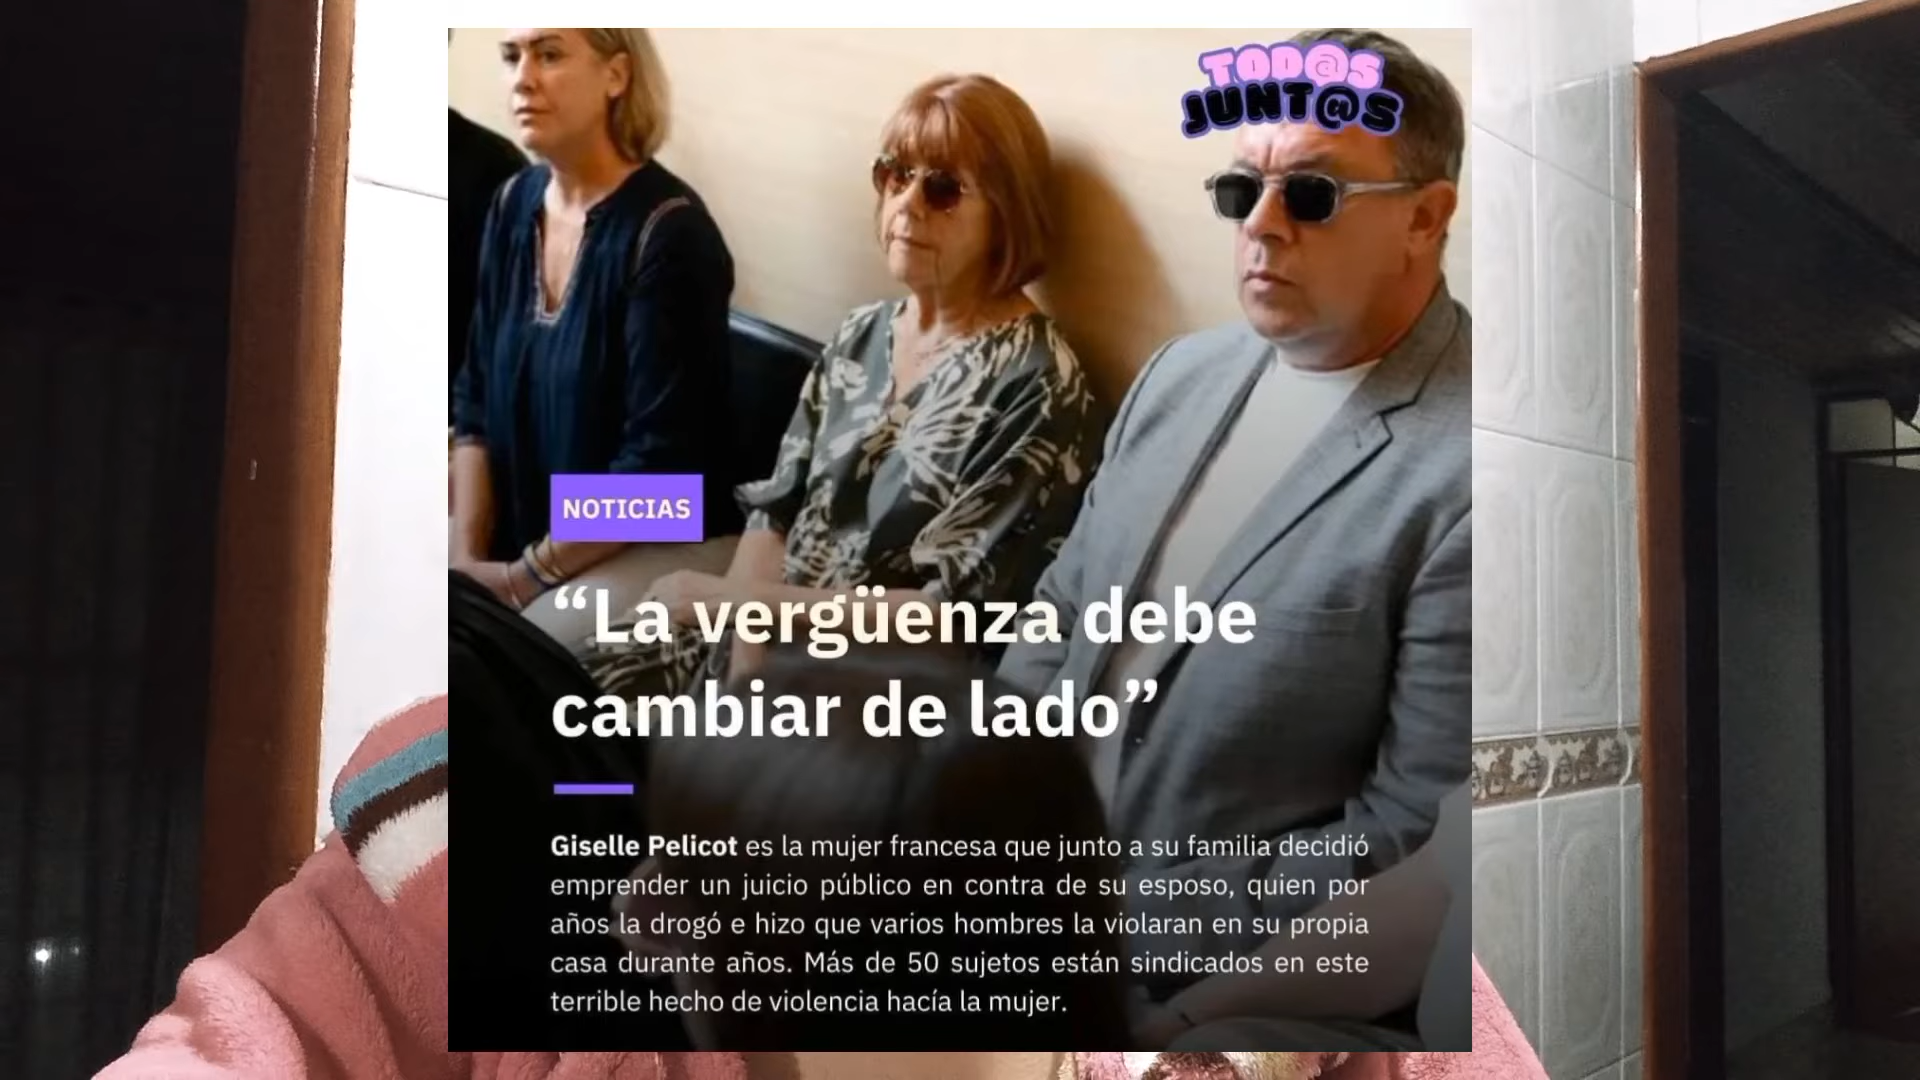 TOD@S
JUNT@S
NOTICIAS
“La vergüenza debe
cambiar de lado”
Giselle Pelicot es la mujer francesa que junto a su familia decidió
emprender un juicio público en contra de su esposo, quien por
años la drogó e hizo que varios hombres la violaran en su propia
casa durante años. Más de 50 sujetos están sindicados en este
terrible hecho de violencia hacía la mujer.